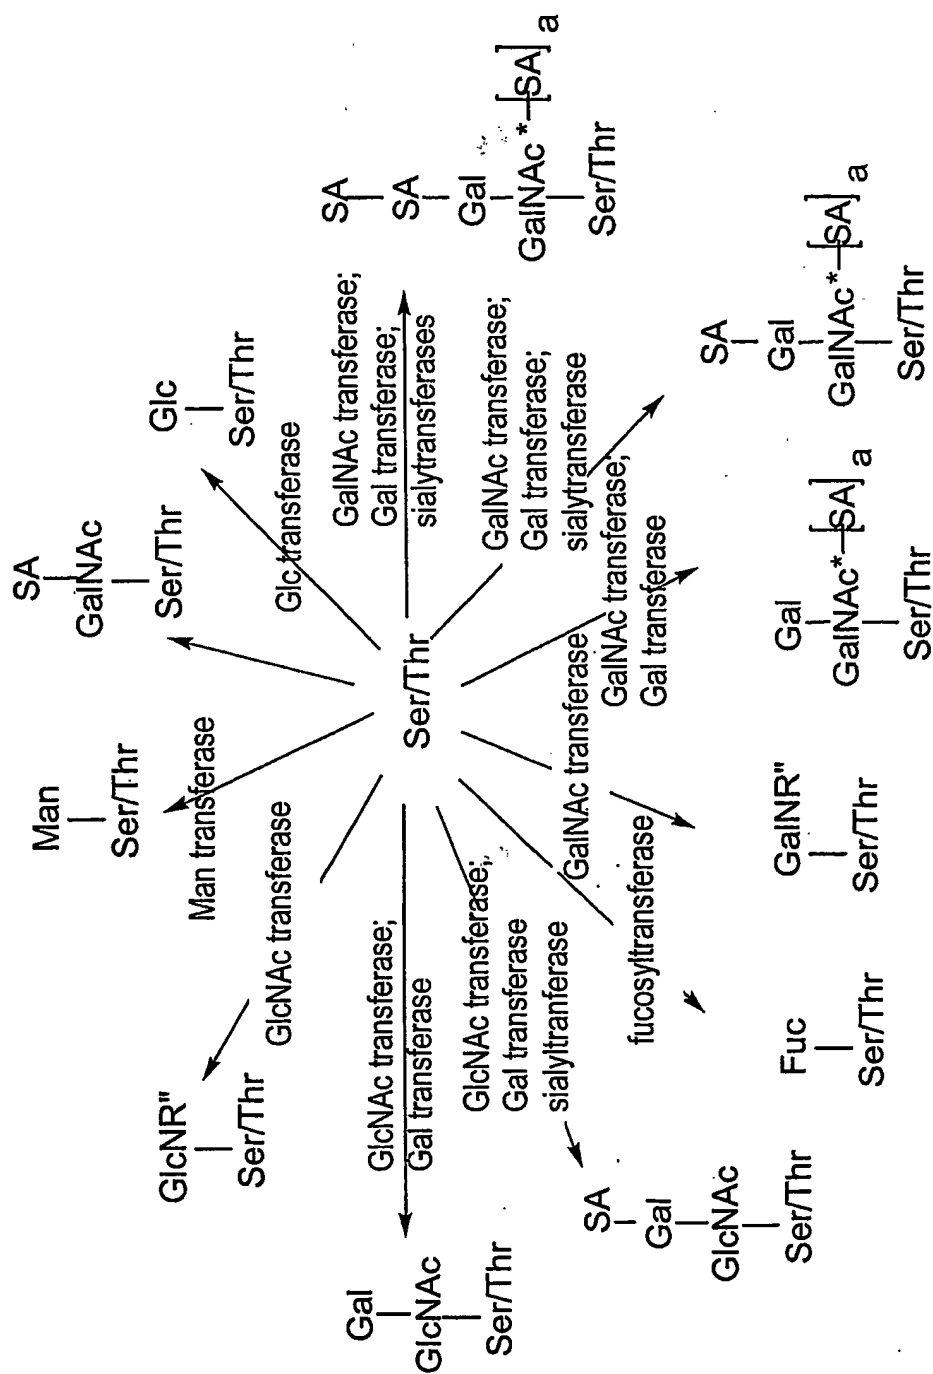 GlcNR"
Ser/Thr
Man
Ser/Thr
SA
GalNAc
Ser/Thr
Glc
Ser/Thr
GlcNAc transferase
Man transferase
Glc transferase
Gal
GlcNAc
Ser/Thr
GlcNAc transferase;
Gal transferase
Ser/Thr
GalNAc transferase;
Gal transferase;
sialytransferases
SA
SA
Gal
GalNAc*[SA]a
Ser/Thr
GlcNAc transferase;
Gal transferase
sialyltranferase
fucosyltransferase
GalNAc transferase
GalNAc transferase;
Gal transferase
GalNAc transferase;
Gal transferase;
sialytransferase
SA
Gal
GlcNAc
Ser/Thr
Fuc
Ser/Thr
GalNR"
Ser/Thr
Gal
GalNAc*[SA]a
Ser/Thr
SA
Gal
GalNAc*[SA]a
Ser/Thr